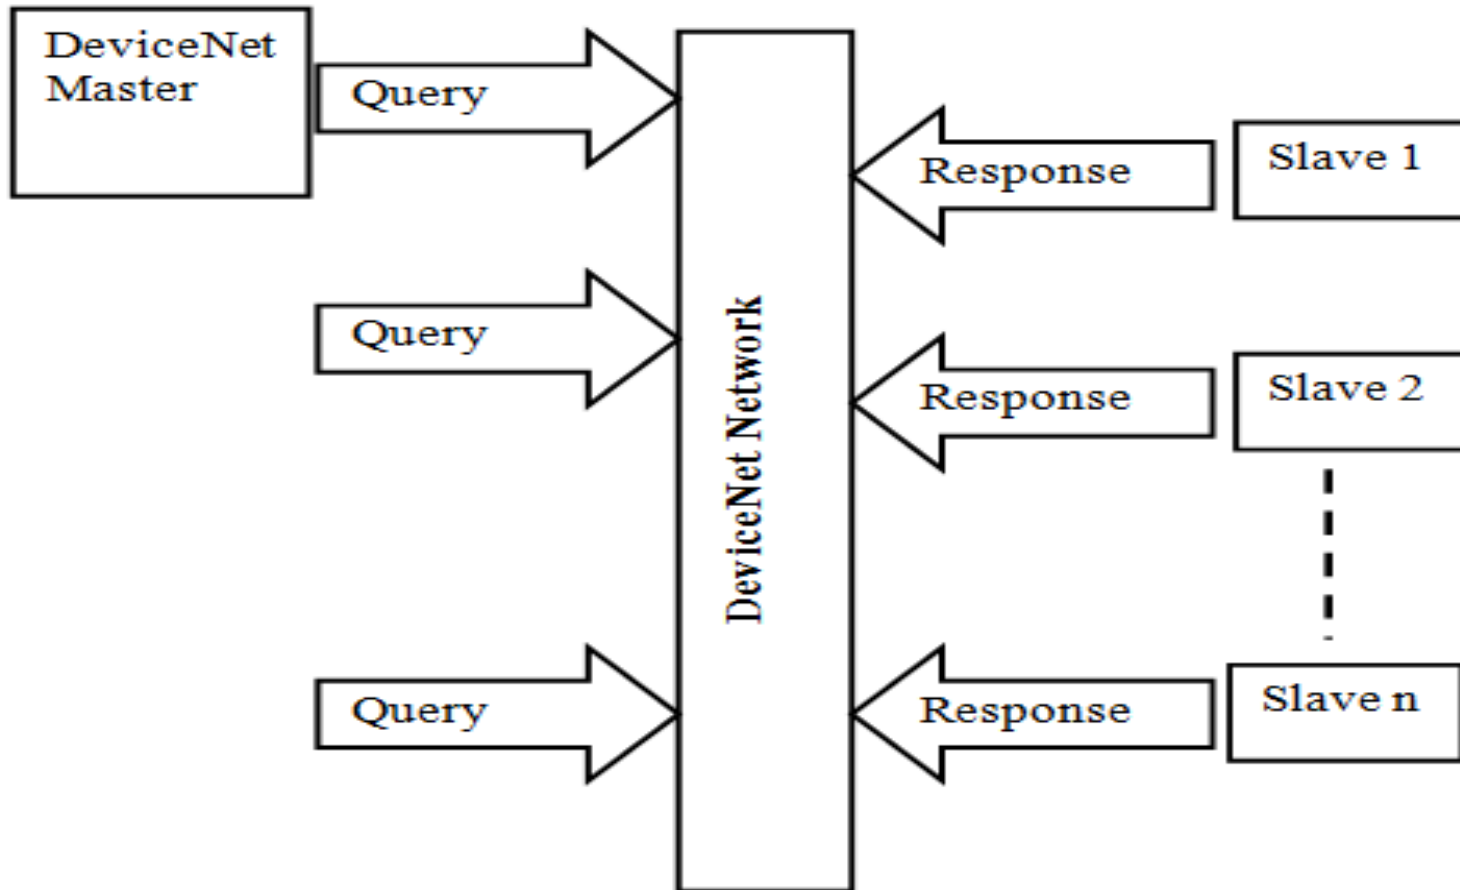 DeviceNet
Master
Query
Response
Slave 1
Query
Response
Slave 2
DeviceNet Network
Query
Response
Slave n